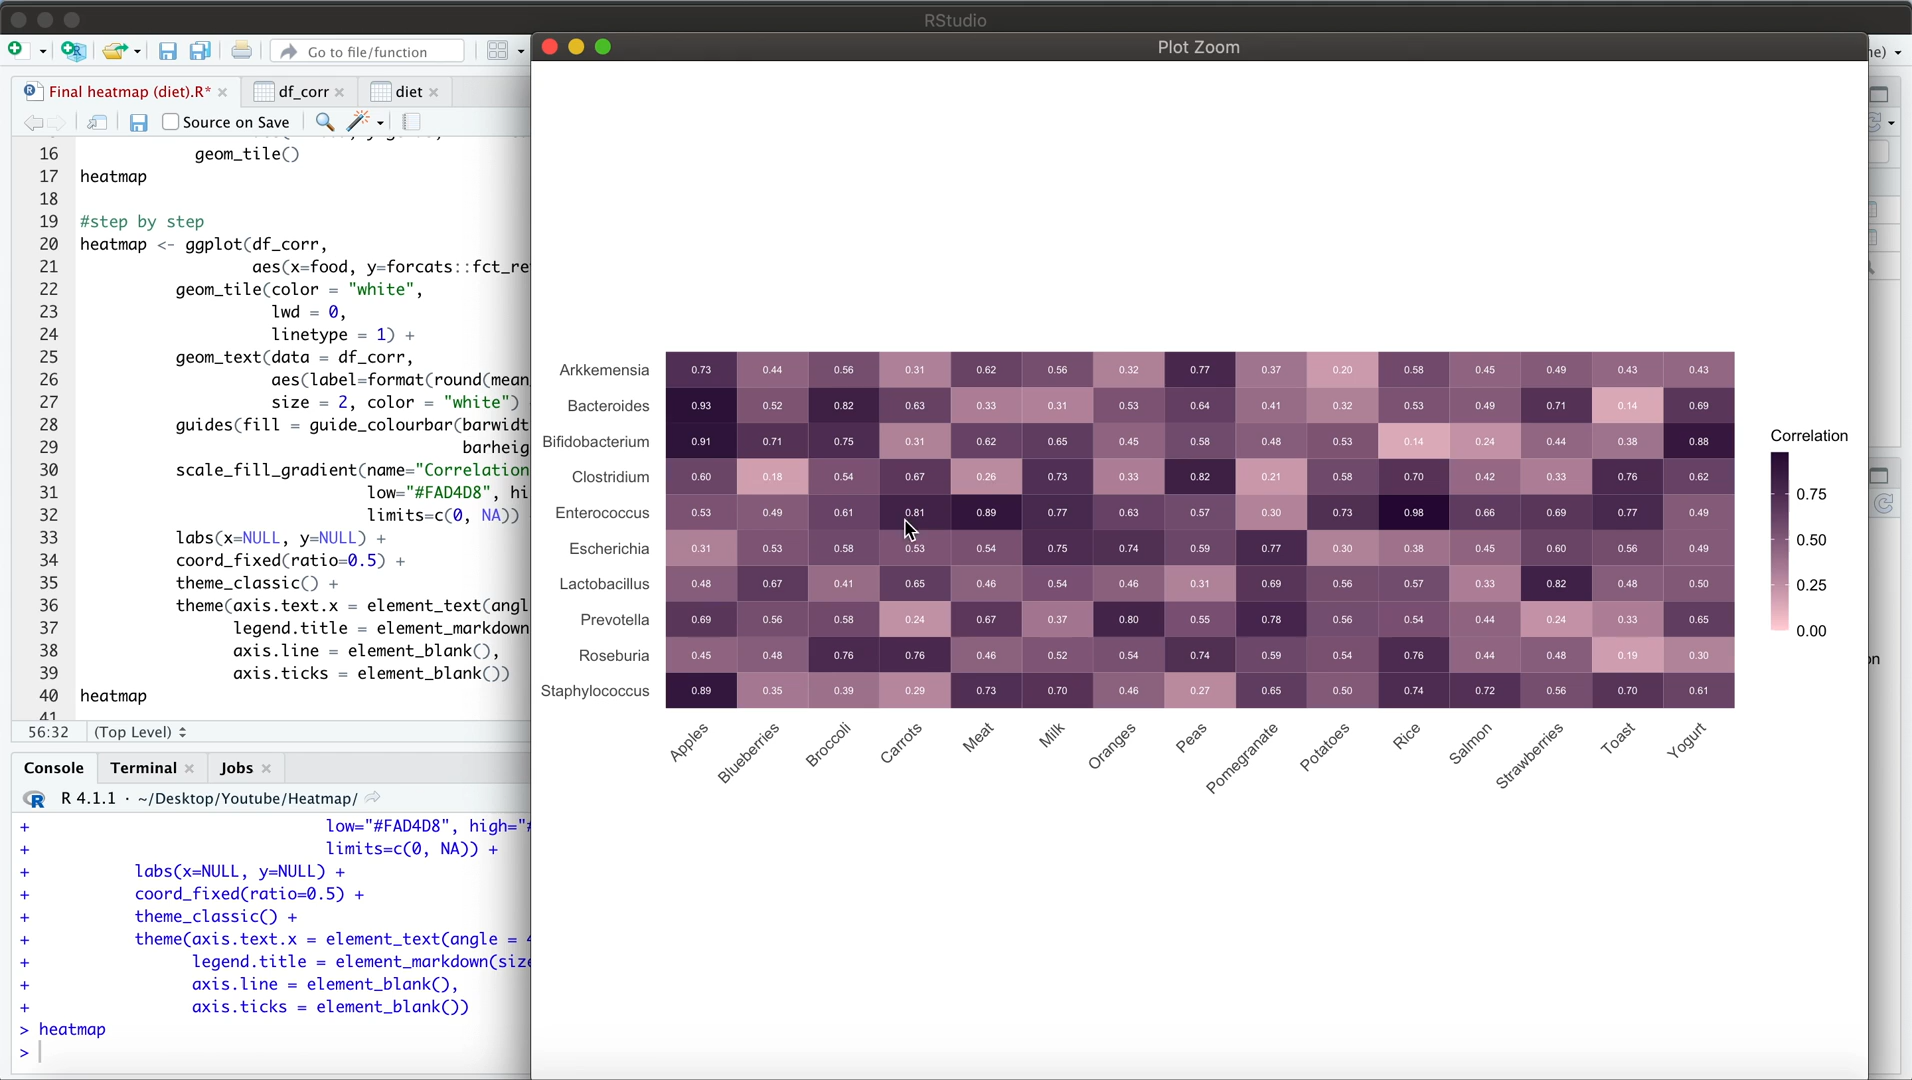 RStudio
Go to file/function
Plot Zoom
Final heatmap (diet).R*
df_corr
diet
Source on Save
16 geom_tile()
17 heatmap
18
19 #step by step
20 heatmap <- ggplot(df_corr,
21 aes(x=food, y=forcats::fct_re
22 geom_tile(color = "white",
23 lwd = 0,
24 linetype = 1) +
25 geom_text(data = df_corr,
26 aes(label=format(round(mean
27 size = 2, color = "white")
28 guides(fill = guide_colourbar(barwidt
29 barheig
30 scale_fill_gradient(name="Correlation
31 low="#FAD4D8", hi
32 limits=c(0, NA))
33 labs(x=NULL, y=NULL) +
34 coord_fixed(ratio=0.5) +
35 theme_classic() +
36 theme(axis.text.x = element_text(angl
37 legend.title = element_markdown
38 axis.line = element_blank(),
39 axis.ticks = element_blank())
40 heatmap
41
56:32 (Top Level)
Console Terminal Jobs
R 4.1.1 · ~/Desktop/Youtube/Heatmap/
+ low="#FAD4D8", high="#
+ limits=c(0, NA)) +
+ labs(x=NULL, y=NULL) +
+ coord_fixed(ratio=0.5) +
+ theme_classic() +
+ theme(axis.text.x = element_text(angle = 4
+ legend.title = element_markdown(size
+ axis.line = element_blank(),
+ axis.ticks = element_blank())
> heatmap
>
Arkkemensia 0.73 0.44 0.56 0.31 0.62 0.56 0.32 0.77 0.37 0.20 0.58 0.45 0.49 0.43 0.43
Bacteroides 0.93 0.52 0.82 0.63 0.33 0.31 0.53 0.64 0.41 0.32 0.53 0.49 0.71 0.14 0.69
Bifidobacterium 0.91 0.71 0.75 0.31 0.62 0.65 0.45 0.58 0.48 0.53 0.14 0.24 0.44 0.38 0.88
Clostridium 0.60 0.18 0.54 0.67 0.26 0.73 0.33 0.82 0.21 0.58 0.70 0.42 0.33 0.76 0.62
Enterococcus 0.53 0.49 0.61 0.81 0.89 0.77 0.63 0.57 0.30 0.73 0.98 0.66 0.69 0.77 0.49
Escherichia 0.31 0.53 0.58 0.53 0.54 0.75 0.74 0.59 0.77 0.30 0.38 0.45 0.60 0.56 0.49
Lactobacillus 0.48 0.67 0.41 0.65 0.46 0.54 0.46 0.31 0.69 0.56 0.57 0.33 0.82 0.48 0.50
Prevotella 0.69 0.56 0.58 0.24 0.67 0.37 0.80 0.55 0.78 0.56 0.54 0.44 0.24 0.33 0.65
Roseburia 0.45 0.48 0.76 0.76 0.46 0.52 0.54 0.74 0.59 0.54 0.76 0.44 0.48 0.19 0.30
Staphylococcus 0.89 0.35 0.39 0.29 0.73 0.70 0.46 0.27 0.65 0.50 0.74 0.72 0.56 0.70 0.61
Apples Blueberries Broccoli Carrots Meat Milk Oranges Peas Pomegranate Potatoes Rice Salmon Strawberries Toast Yogurt
Correlation
0.75
0.50
0.25
0.00